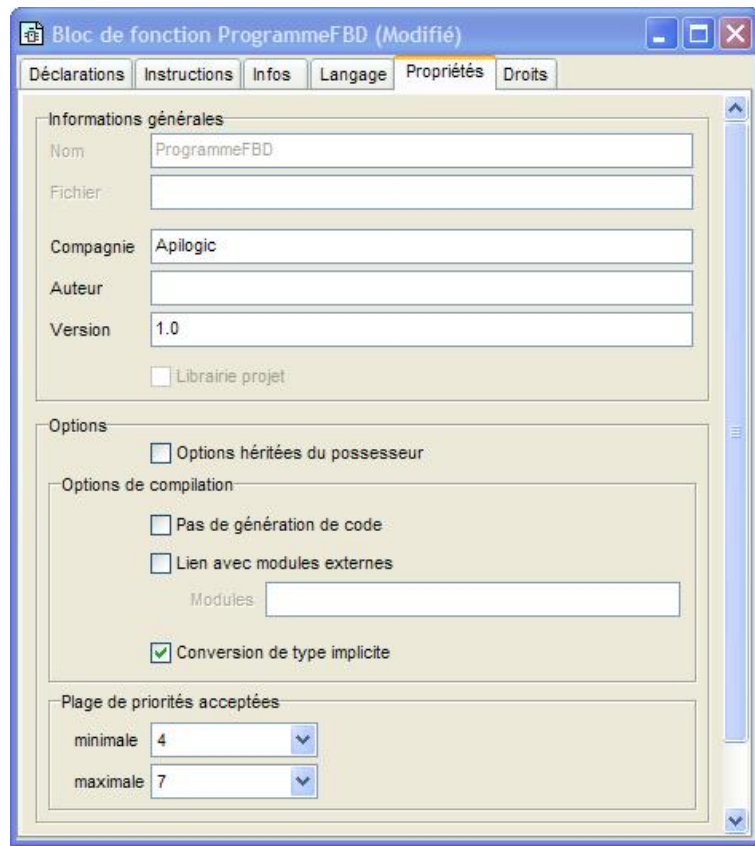 Bloc de fonction ProgrammeFBD (Modifié)
Déclarations Instructions Infos Langage Propriétés Droits
Informations générales
Nom ProgrammeFBD
Fichier
Compagnie Apilogic
Auteur
Version 1.0
Librairie projet
Options
Options héritées du possesseur
Options de compilation
Pas de génération de code
Lien avec modules externes
Modules
Conversion de type implicite
Plage de priorités acceptées
minimale 4
maximale 7